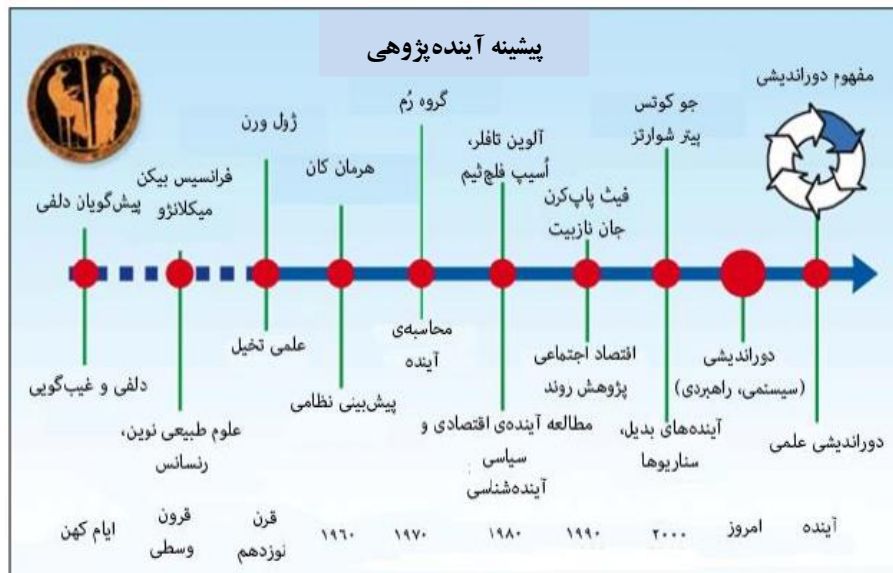 پیشینه آینده‌پژوهی
پیش‌گویان دلفی
فرانسیس بیکن
میکلانژو
ژول ورن
هرمان کان
گروه رُم
آلوین تافلر،
اُسیپ فلچ‌ثیم
فیث پاپ‌کرن
جان نازبیت
جو کوتس
پیتر شوارتز
مفهوم دوراندیشی
دلفی و غیب‌گویی
علوم طبیعی نوین،
رنسانس
علمی تخیل
پیش‌بینی نظامی
محاسبه‌ی
آینده
مطالعه آینده‌ی اقتصادی و
سیاسی
آینده‌شناسی
اقتصاد اجتماعی
پژوهش روند
آینده‌های بدیل،
سناریوها
دوراندیشی
(سیستمی، راهبردی)
دوراندیشی علمی
ایام کهن
قرون
وسطی
قرن
نوزدهم
۱۹۶۰
۱۹۷۰
۱۹۸۰
۱۹۹۰
۲۰۰۰
امروز
آینده